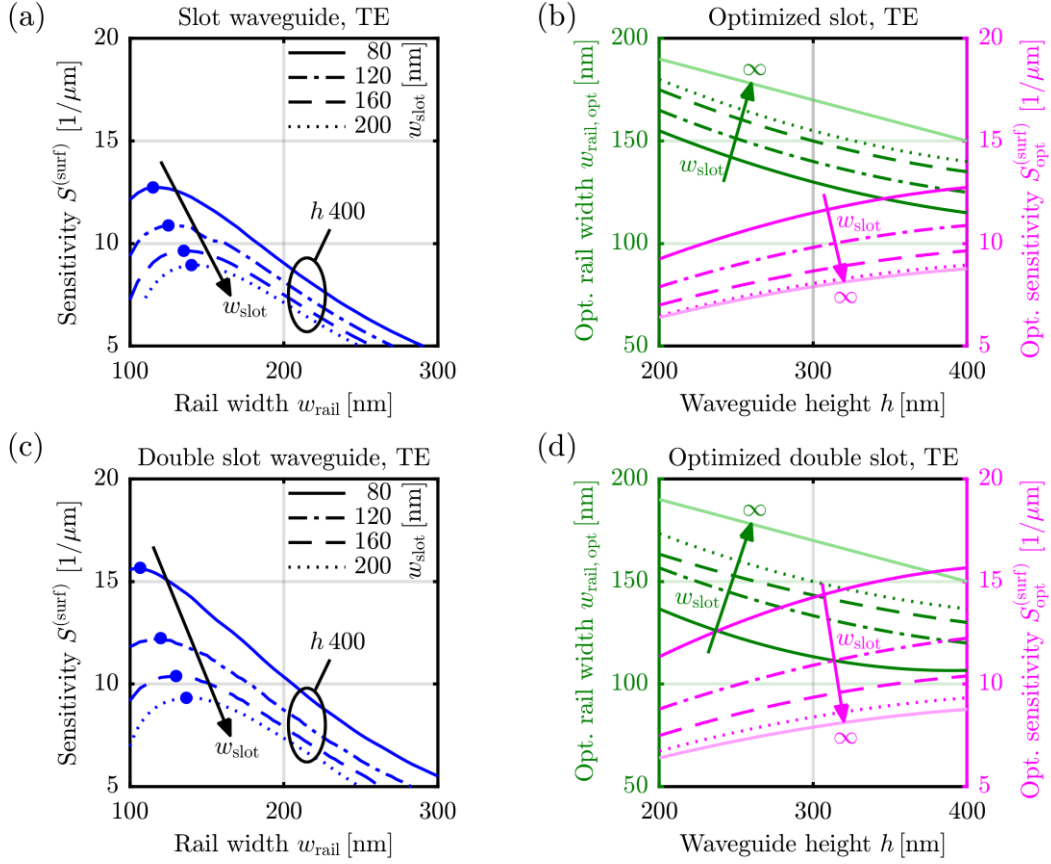 (a)
Slot waveguide, TE
Sensitivity S^(surf) [1/μm]
20
15
10
5
80
120
160
200
w_slot [nm]
h 400
w_slot
100
200
300
Rail width w_rail [nm]
(b)
Optimized slot, TE
Opt. rail width w_rail, opt [nm]
200
150
100
50
∞
w_slot
w_slot
∞
20
15
10
5
Opt. sensitivity S_opt^(surf) [1/μm]
200
300
400
Waveguide height h [nm]
(c)
Double slot waveguide, TE
Sensitivity S^(surf) [1/μm]
20
15
10
5
80
120
160
200
w_slot [nm]
h 400
w_slot
100
200
300
Rail width w_rail [nm]
(d)
Optimized double slot, TE
Opt. rail width w_rail, opt [nm]
200
150
100
50
∞
w_slot
w_slot
∞
20
15
10
5
Opt. sensitivity S_opt^(surf) [1/μm]
200
300
400
Waveguide height h [nm]